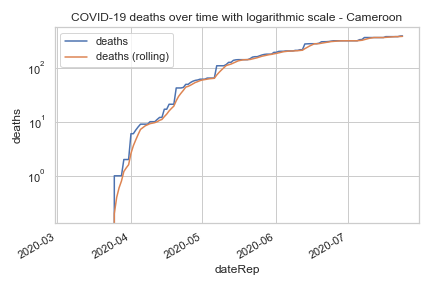 COVID-19 deaths over time with logarithmic scale - Cameroon
deaths
deaths (rolling)
10²
10¹
10⁰
deaths
2020-03
2020-04
2020-05
2020-06
2020-07
dateRep